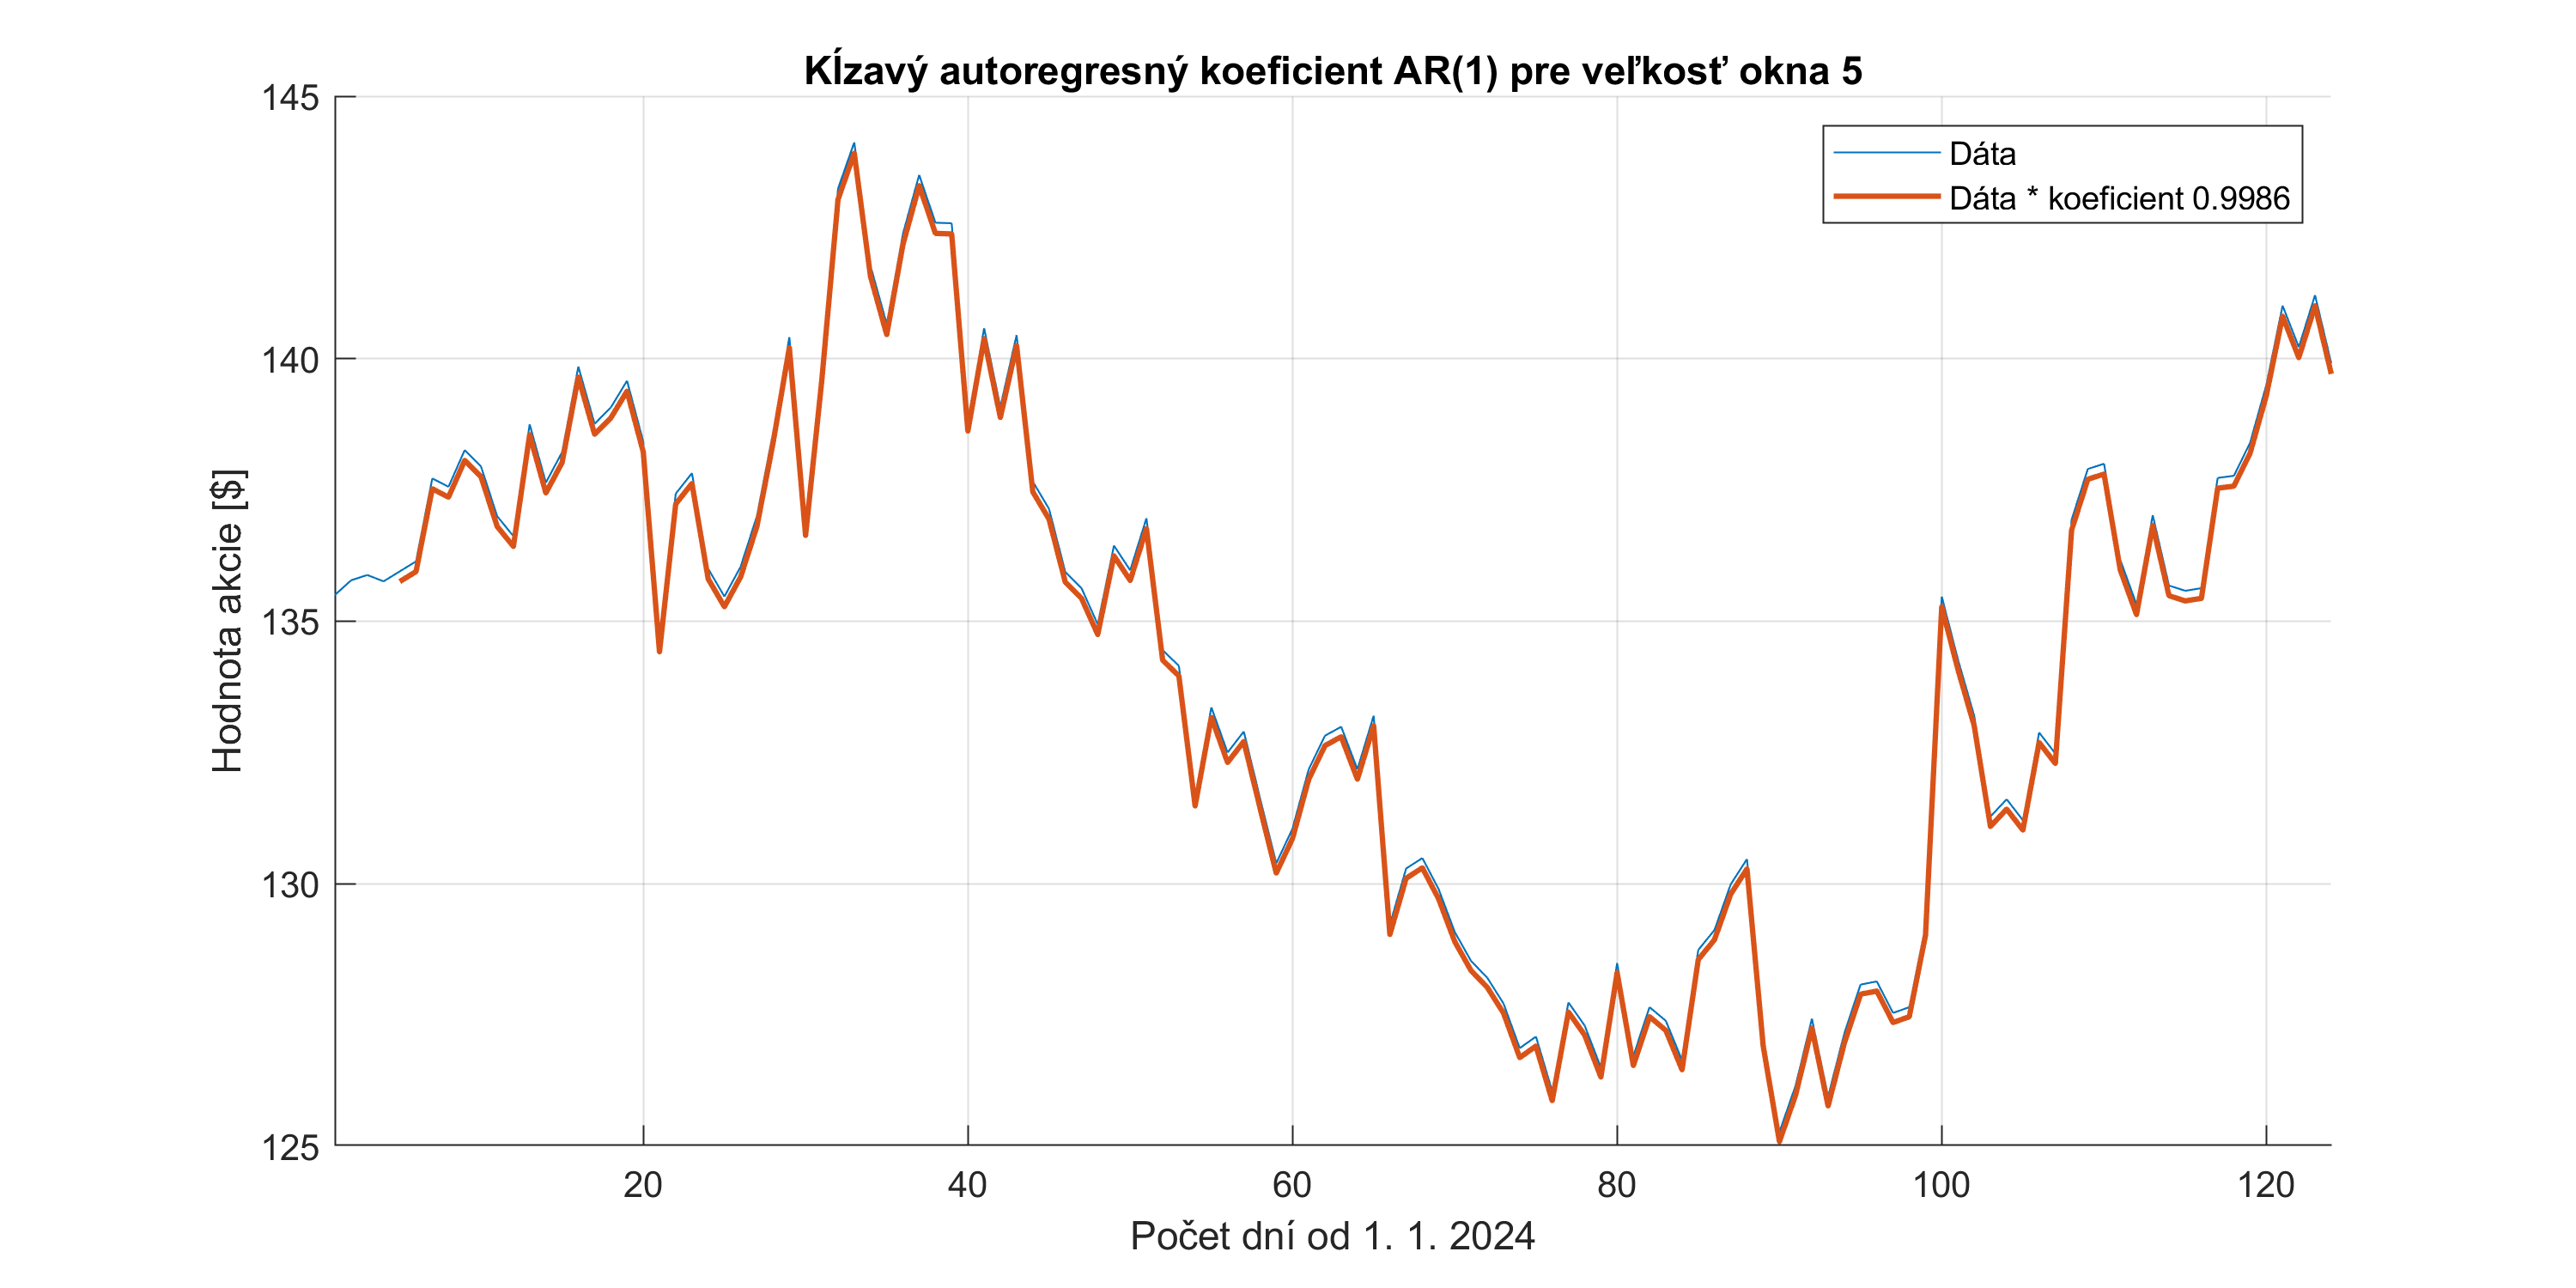 Kĺzavý autoregresný koeficient AR(1) pre veľkosť okna 5
Dáta
Dáta * koeficient 0.9986
Hodnota akcie [$]
145
140
135
130
125
20 40 60 80 100 120
Počet dní od 1. 1. 2024